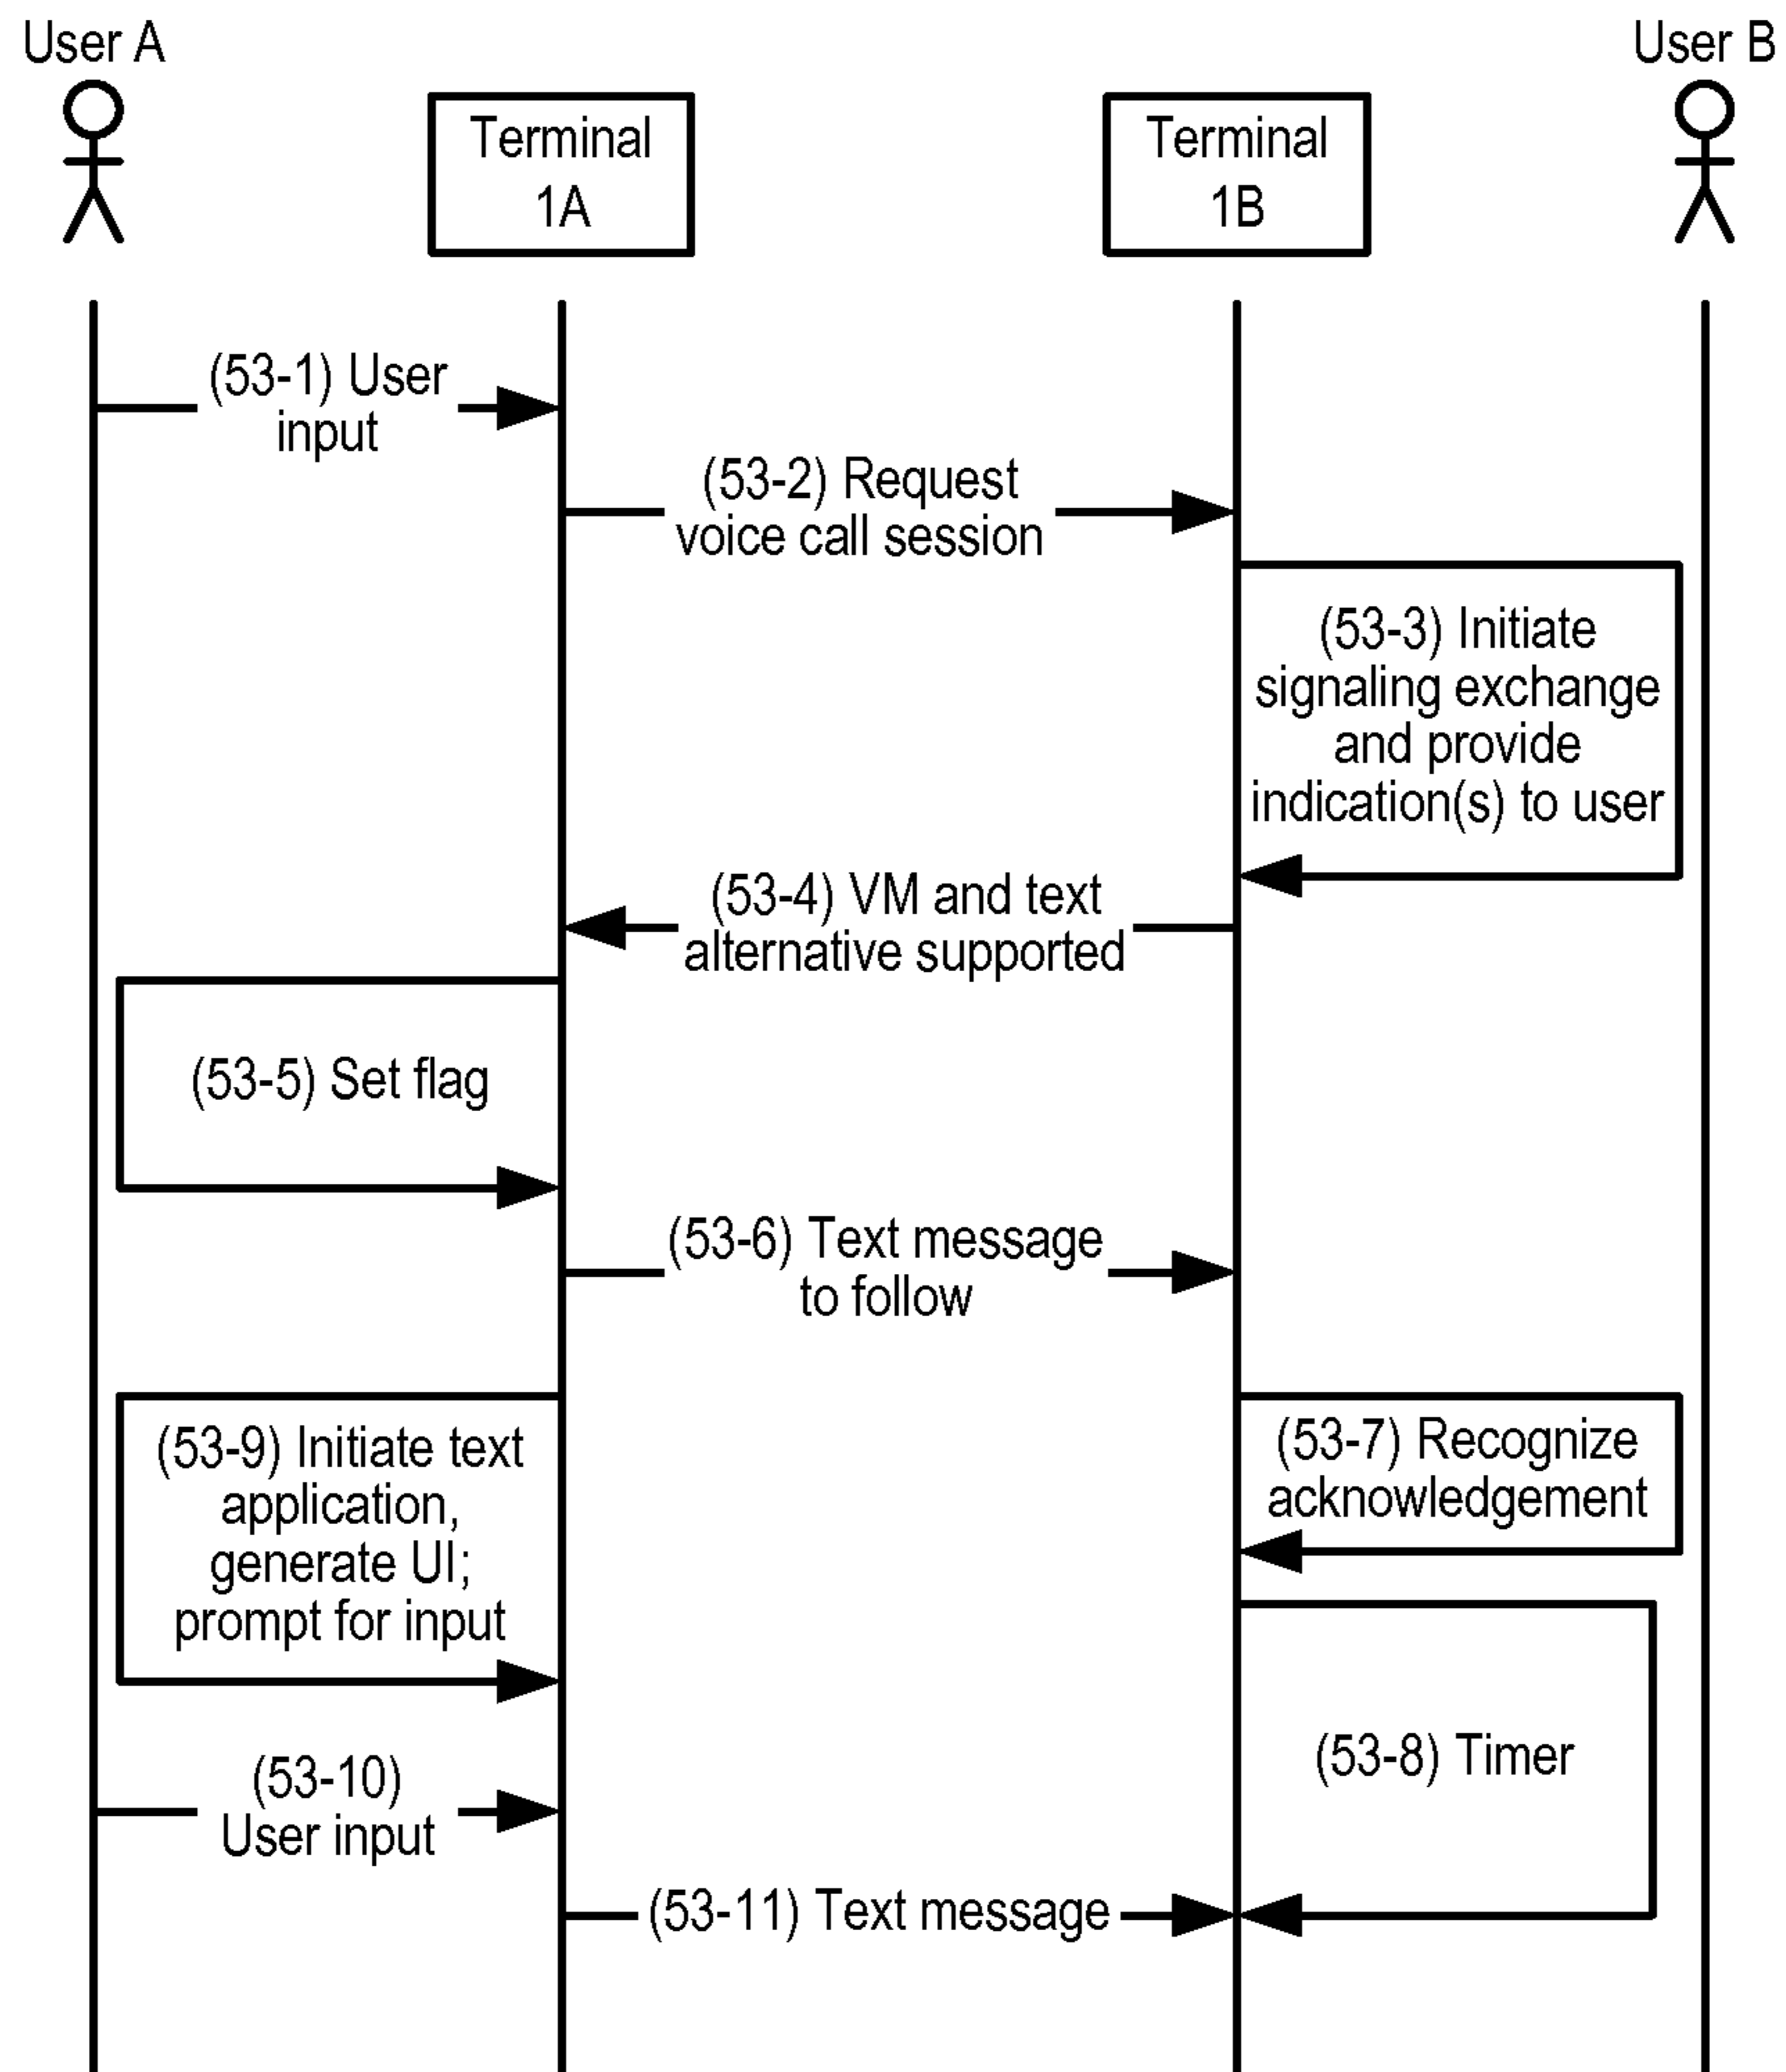 User A
User B
Terminal
1A
Terminal
1B
(53-1) User
input
(53-2) Request
voice call session
(53-3) Initiate
signaling exchange
and provide
indication(s) to user
(53-4) VM and text
alternative supported
(53-5) Set flag
(53-6) Text message
to follow
(53-7) Recognize
acknowledgement
(53-9) Initiate text
application,
generate UI;
prompt for input
(53-8) Timer
(53-10)
User input
(53-11) Text message